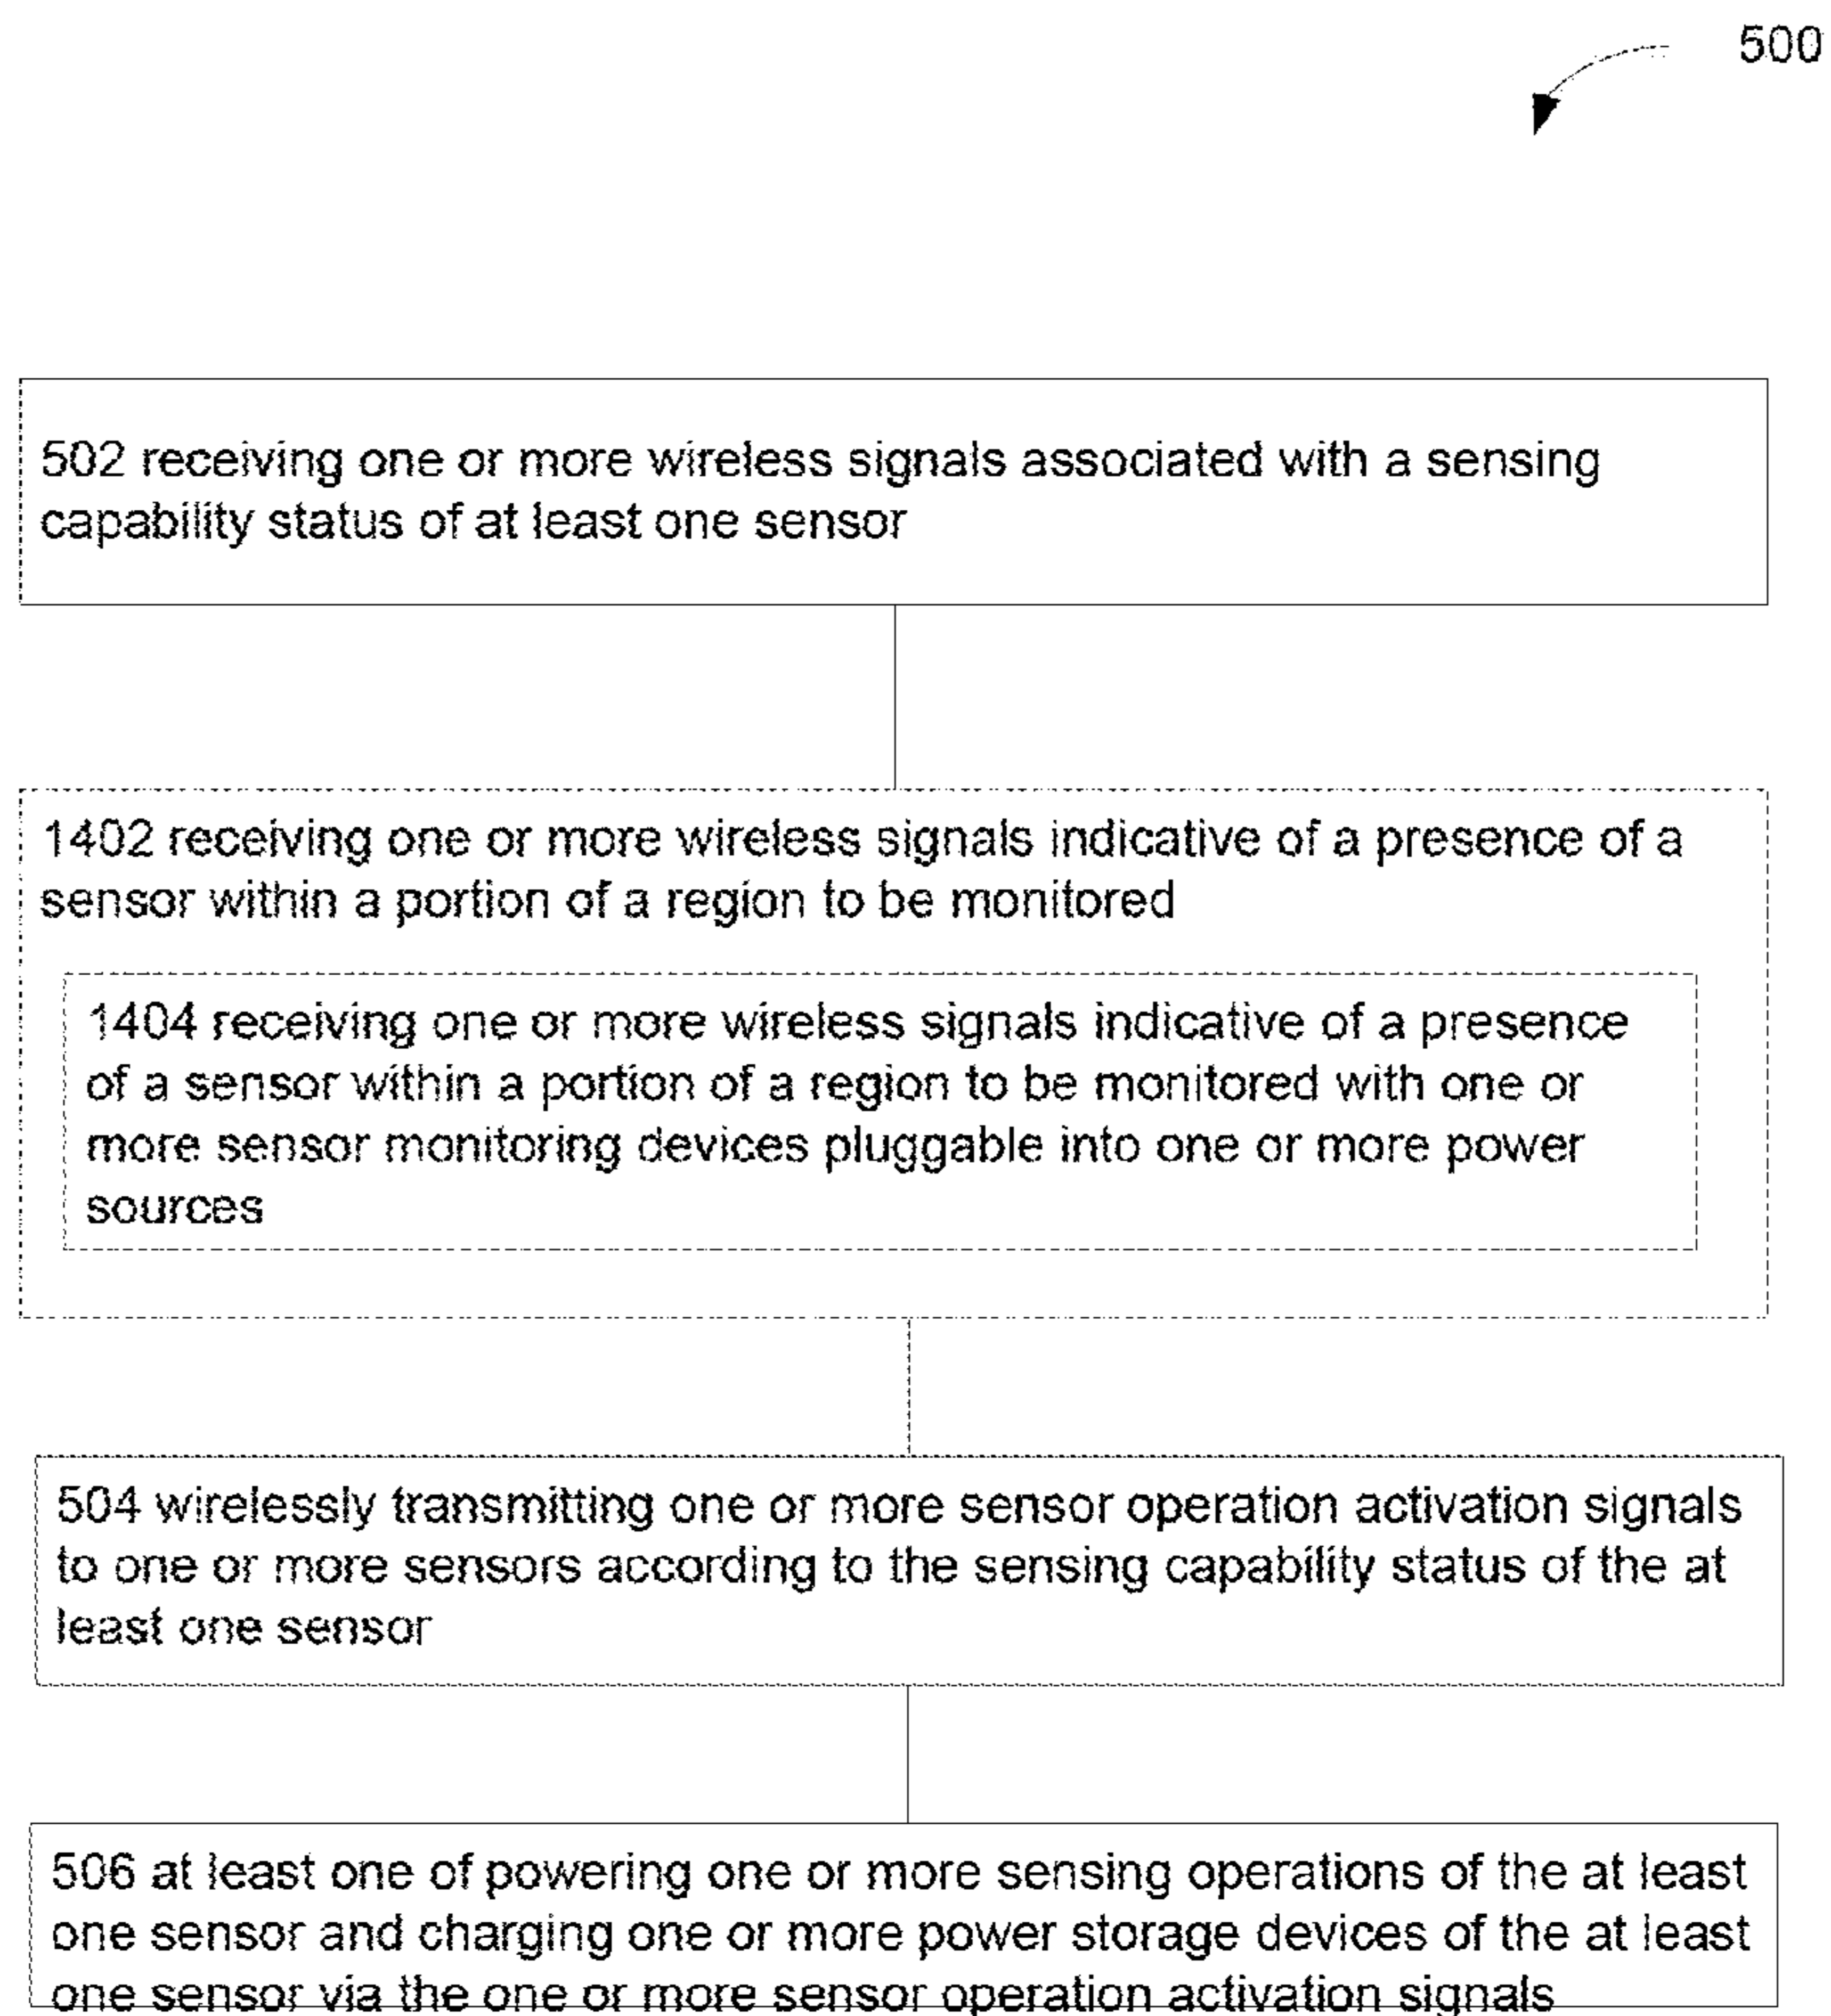 500
502 receiving one or more wireless signals associated with a sensing
capability status of at least one sensor
1402 receiving one or more wireless signals indicative of a presence of a
sensor within a portion of a region to be monitored
1404 receiving one or more wireless signals indicative of a presence
of a sensor within a portion of a region to be monitored with one or
more sensor monitoring devices pluggable into one or more power
sources
504 wirelessly transmitting one or more sensor operation activation signals
to one or more sensors according to the sensing capability status of the at
least one sensor
506 at least one of powering one or more sensing operations of the at least
one sensor and charging one or more power storage devices of the at least
one sensor via the one or more sensor operation activation signals